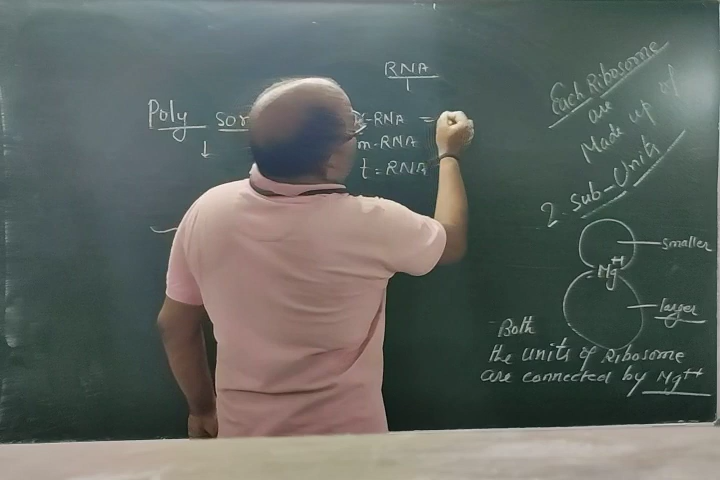 RNA
Poly som
-RNA =
m-RNA
t-RNA
Each Ribosome
are
Made up of
2. Sub-Units
smaller
Mg++
larger
Both
the units of Ribosome
are connected by Mg++